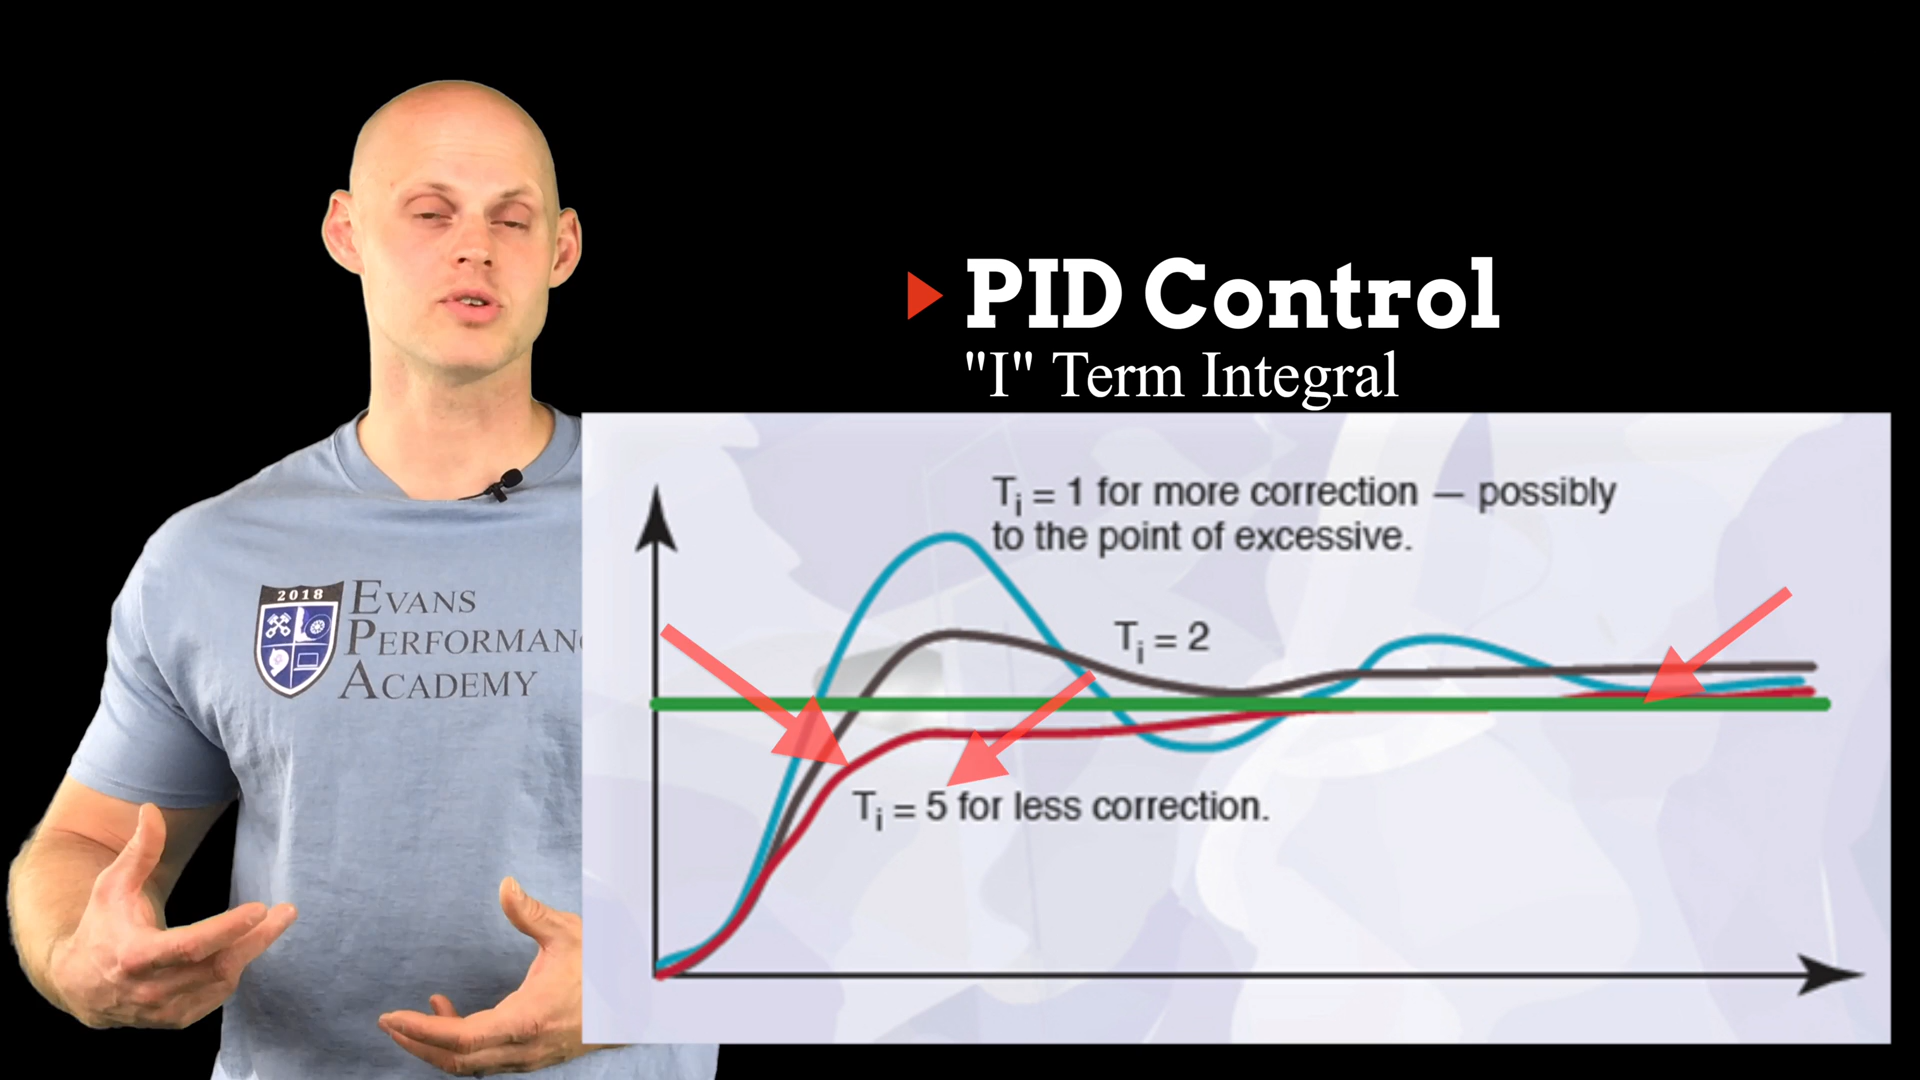 PID Control
"I" Term Integral
2018
EVANS
PERFORMAN
ACADEMY
Ti = 1 for more correction — possibly
to the point of excessive.
Ti = 2
Ti = 5 for less correction.